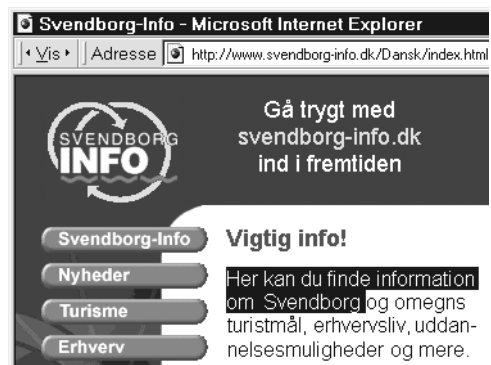 Svendborg-Info - Microsoft Internet Explorer
Vis Adresse http://www.svendborg-info.dk/Dansk/index.html
SVENDBORG
INFO
Gå trygt med
svendborg-info.dk
ind i fremtiden
Svendborg-Info
Nyheder
Turisme
Erhverv
Vigtig info!
Her kan du finde information
om Svendborg og omegns
turistmål, erhvervsliv, uddan-
nelsesmuligheder og mere.